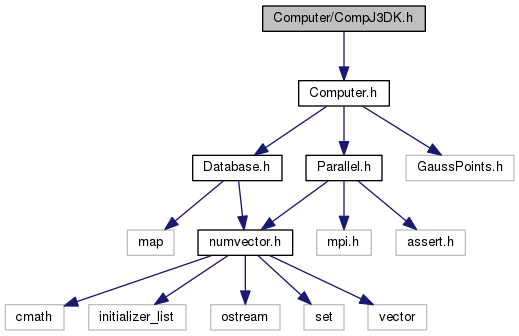 Computer/CompJ3DK.h
Computer.h
Database.h
Parallel.h
GaussPoints.h
map
numvector.h
mpi.h
assert.h
cmath
initializer_list
ostream
set
vector